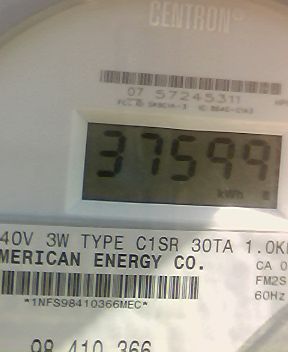 CENTRON
07 57245311
37599
kWh
40V 3W TYPE C1SR 30TA 1.0K
MERICAN ENERGY CO.
CA 0
FM2S
60Hz
*1NFS98410366MEC*
98 410 366